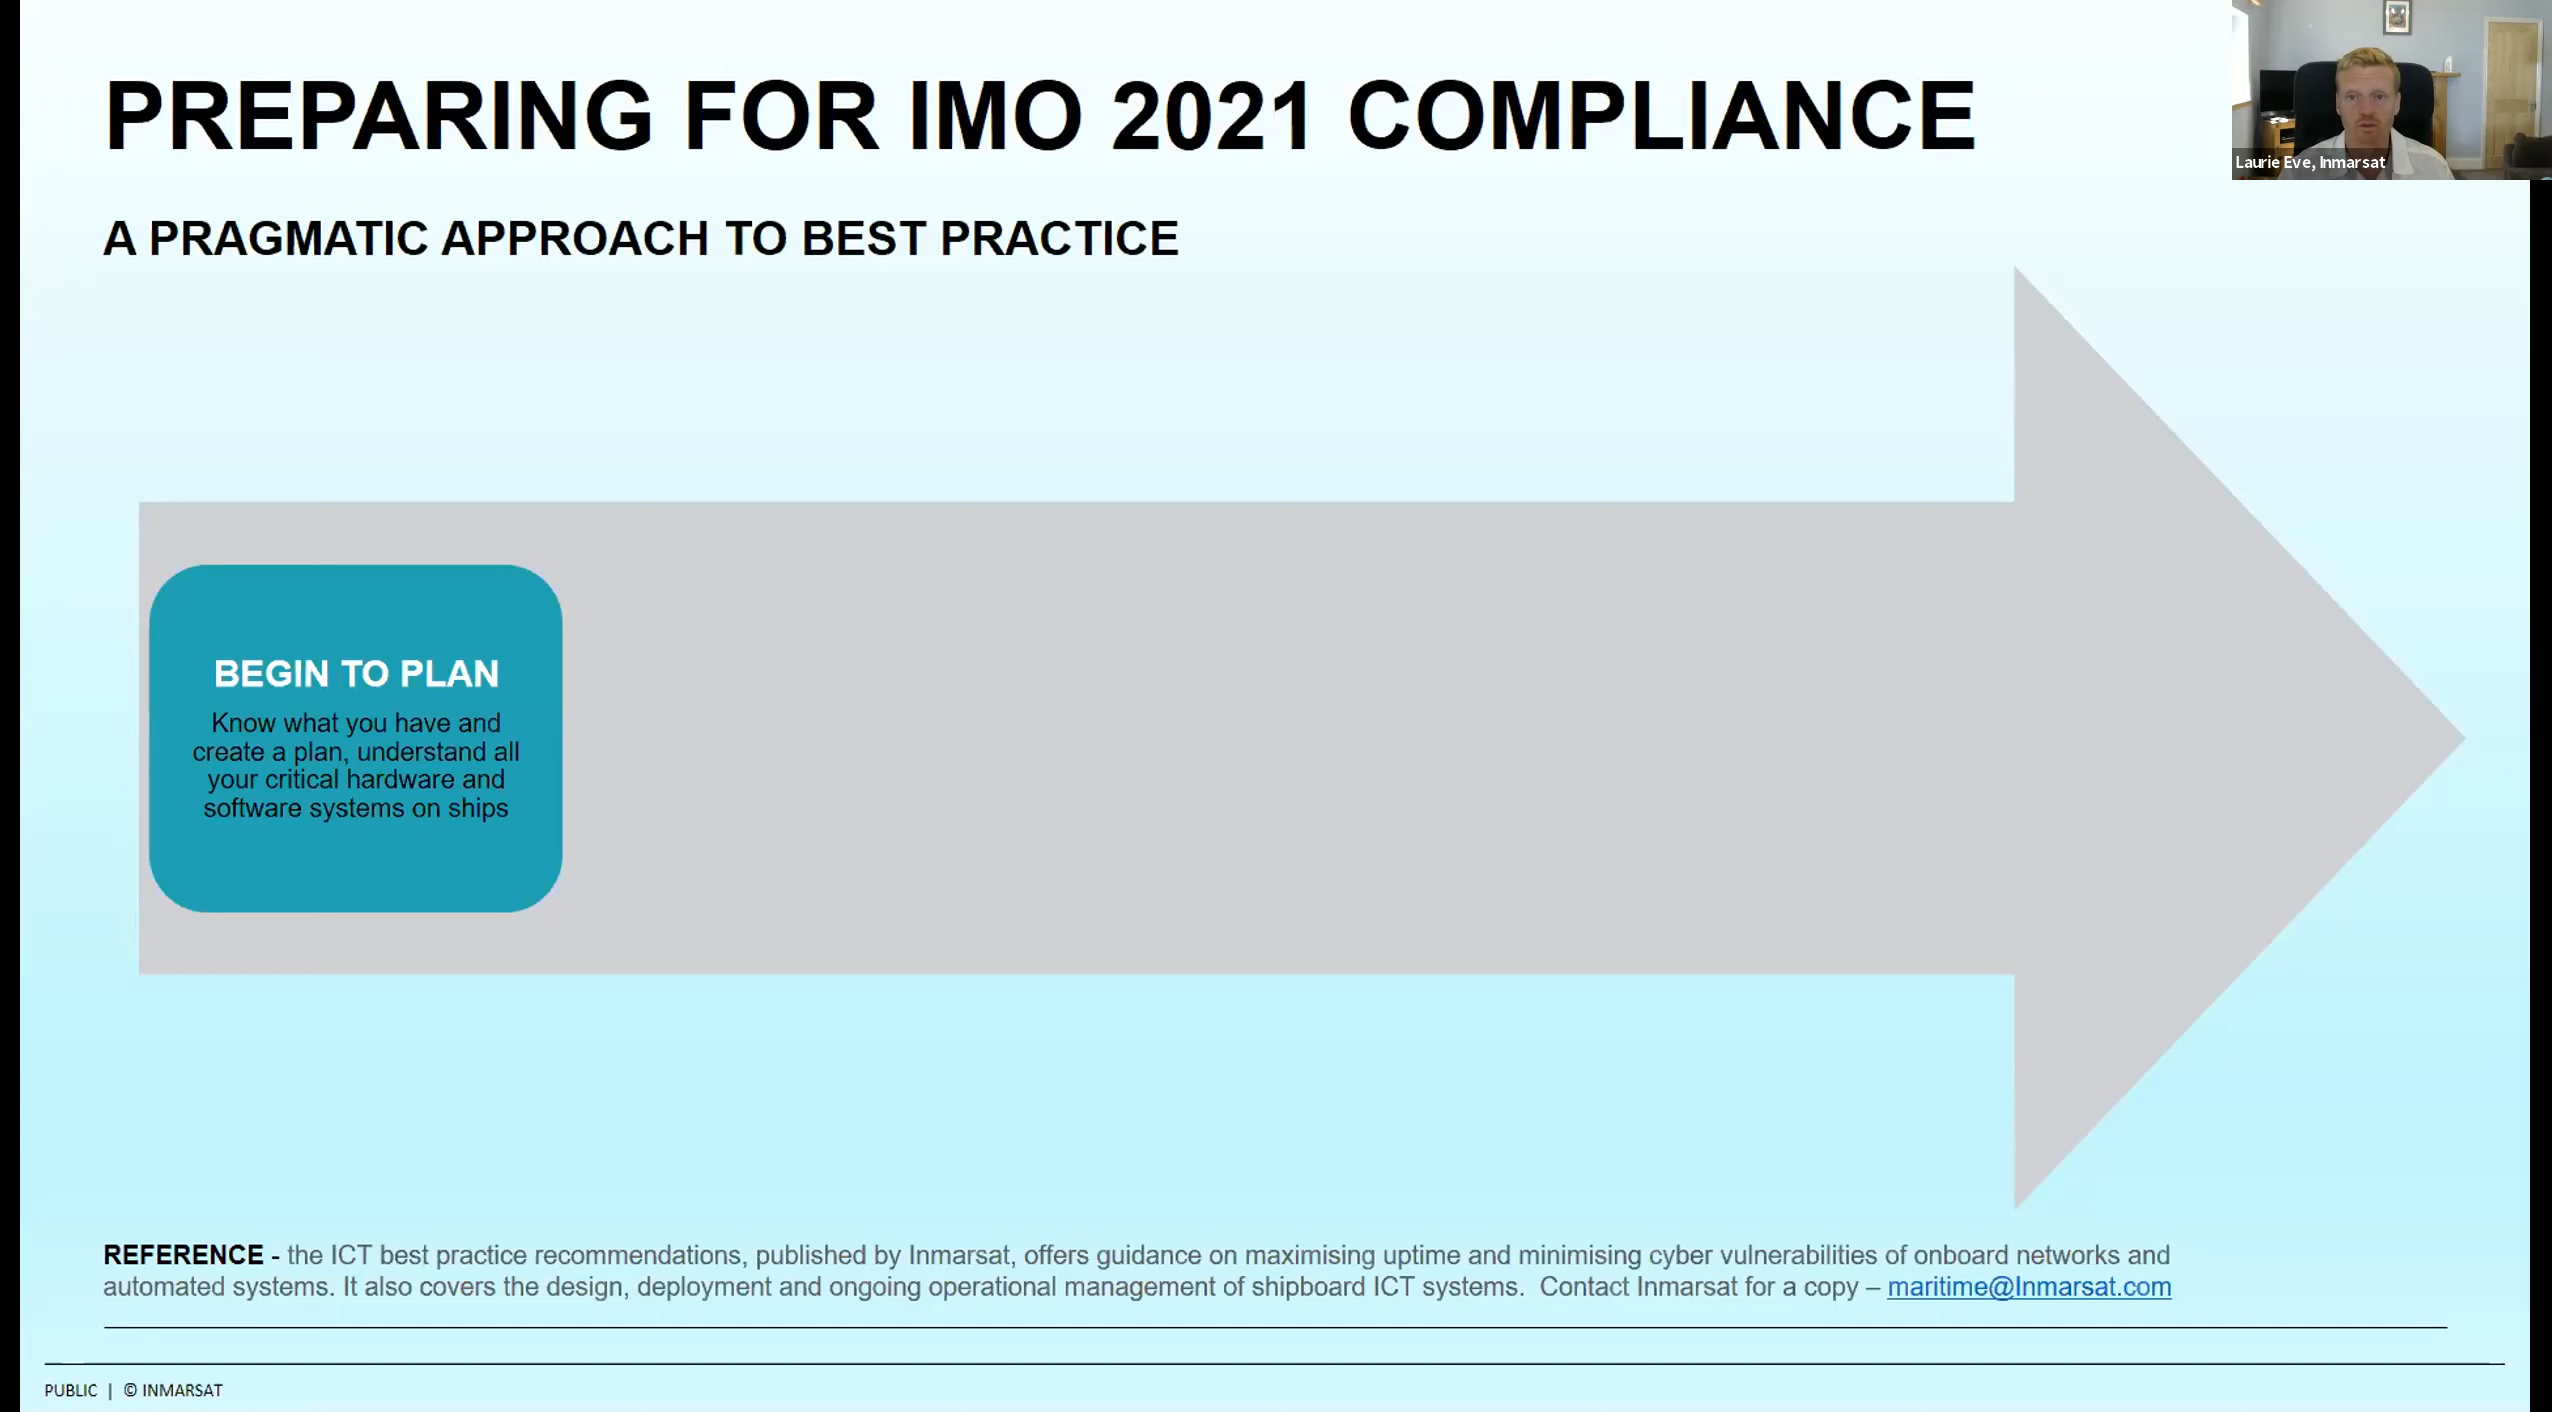 PREPARING FOR IMO 2021 COMPLIANCE
Laurie Eve, Inmarsat
A PRAGMATIC APPROACH TO BEST PRACTICE
BEGIN TO PLAN
Know what you have and
create a plan, understand all
your critical hardware and
software systems on ships
REFERENCE - the ICT best practice recommendations, published by Inmarsat, offers guidance on maximising uptime and minimising cyber vulnerabilities of onboard networks and
automated systems. It also covers the design, deployment and ongoing operational management of shipboard ICT systems.  Contact Inmarsat for a copy – maritime@Inmarsat.com
PUBLIC | © INMARSAT